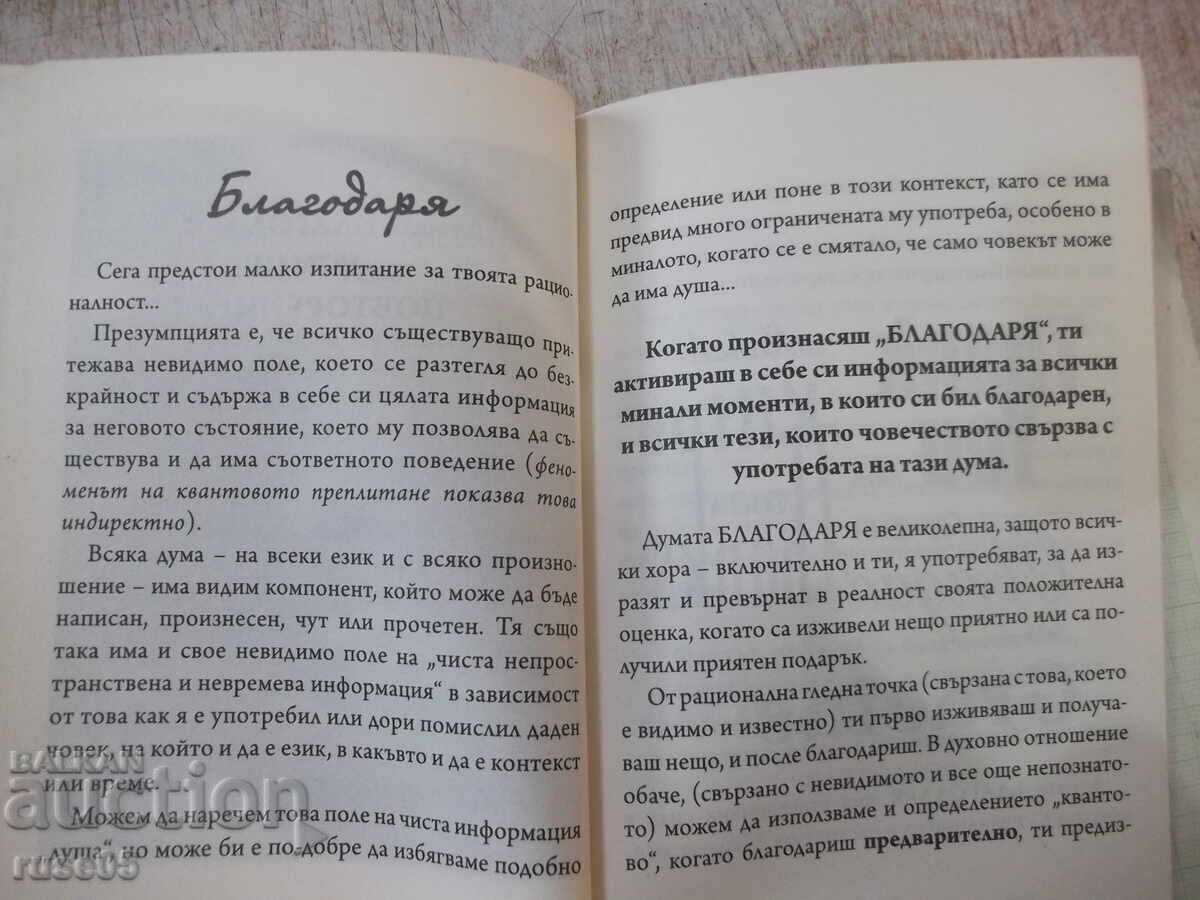 Благодаря
Сега предстои малко изпитание за твоята рацио-
налност...
Презумпцията е, че всичко съществуващо при-
тежава невидимо поле, което се разтегля до без-
крайност и съдържа в себе си цялата информация
за неговото състояние, което му позволява да съ-
ществува и да има съответното поведение (фено-
менът на квантовото преплитане показва това
индиректно).
Всяка дума – на всеки език и с всяко произно-
шение – има видим компонент, който може да бъде
написан, произнесен, чут или прочетен. Тя също
така има и свое невидимо поле на „чиста непрос-
транствена и невремева информация“ в зависимост
от това как я е употребил или дори помислил даден
човек, на който и да е език, в какъвто и да е контекст
или време. ...
Можем да наречем това поле на чиста информация
„душа“, но може би е по-добре да избягваме подобно
определение или поне в този контекст, като се има
предвид много ограничената му употреба, особено в
миналото, когато се е смятало, че само човекът може
да има душа...
Когато произнасяш „БЛАГОДАРЯ“, ти
активираш в себе си информацията за всички
минали моменти, в които си бил благодарен,
и всички тези, които човечеството свързва с
употребата на тази дума.
Думата БЛАГОДАРЯ е великолепна, защото всич-
ки хора – включително и ти, я употребяват, за да из-
разят и превърнат в реалност своята положителна
оценка, когато са изживели нещо приятно или са по-
лучили приятен подарък.
От рационална гледна точка (свързана с това, което
е видимо и известно) ти първо изживяваш и получа-
ваш нещо, и после благодариш. В духовно отношение
обаче, (свързано с невидимото и все още непознато-
то) можем да използваме и определението „кванто-
во“, когато благодариш предварително, ти предиз-
BALKAN
auction
ruse05